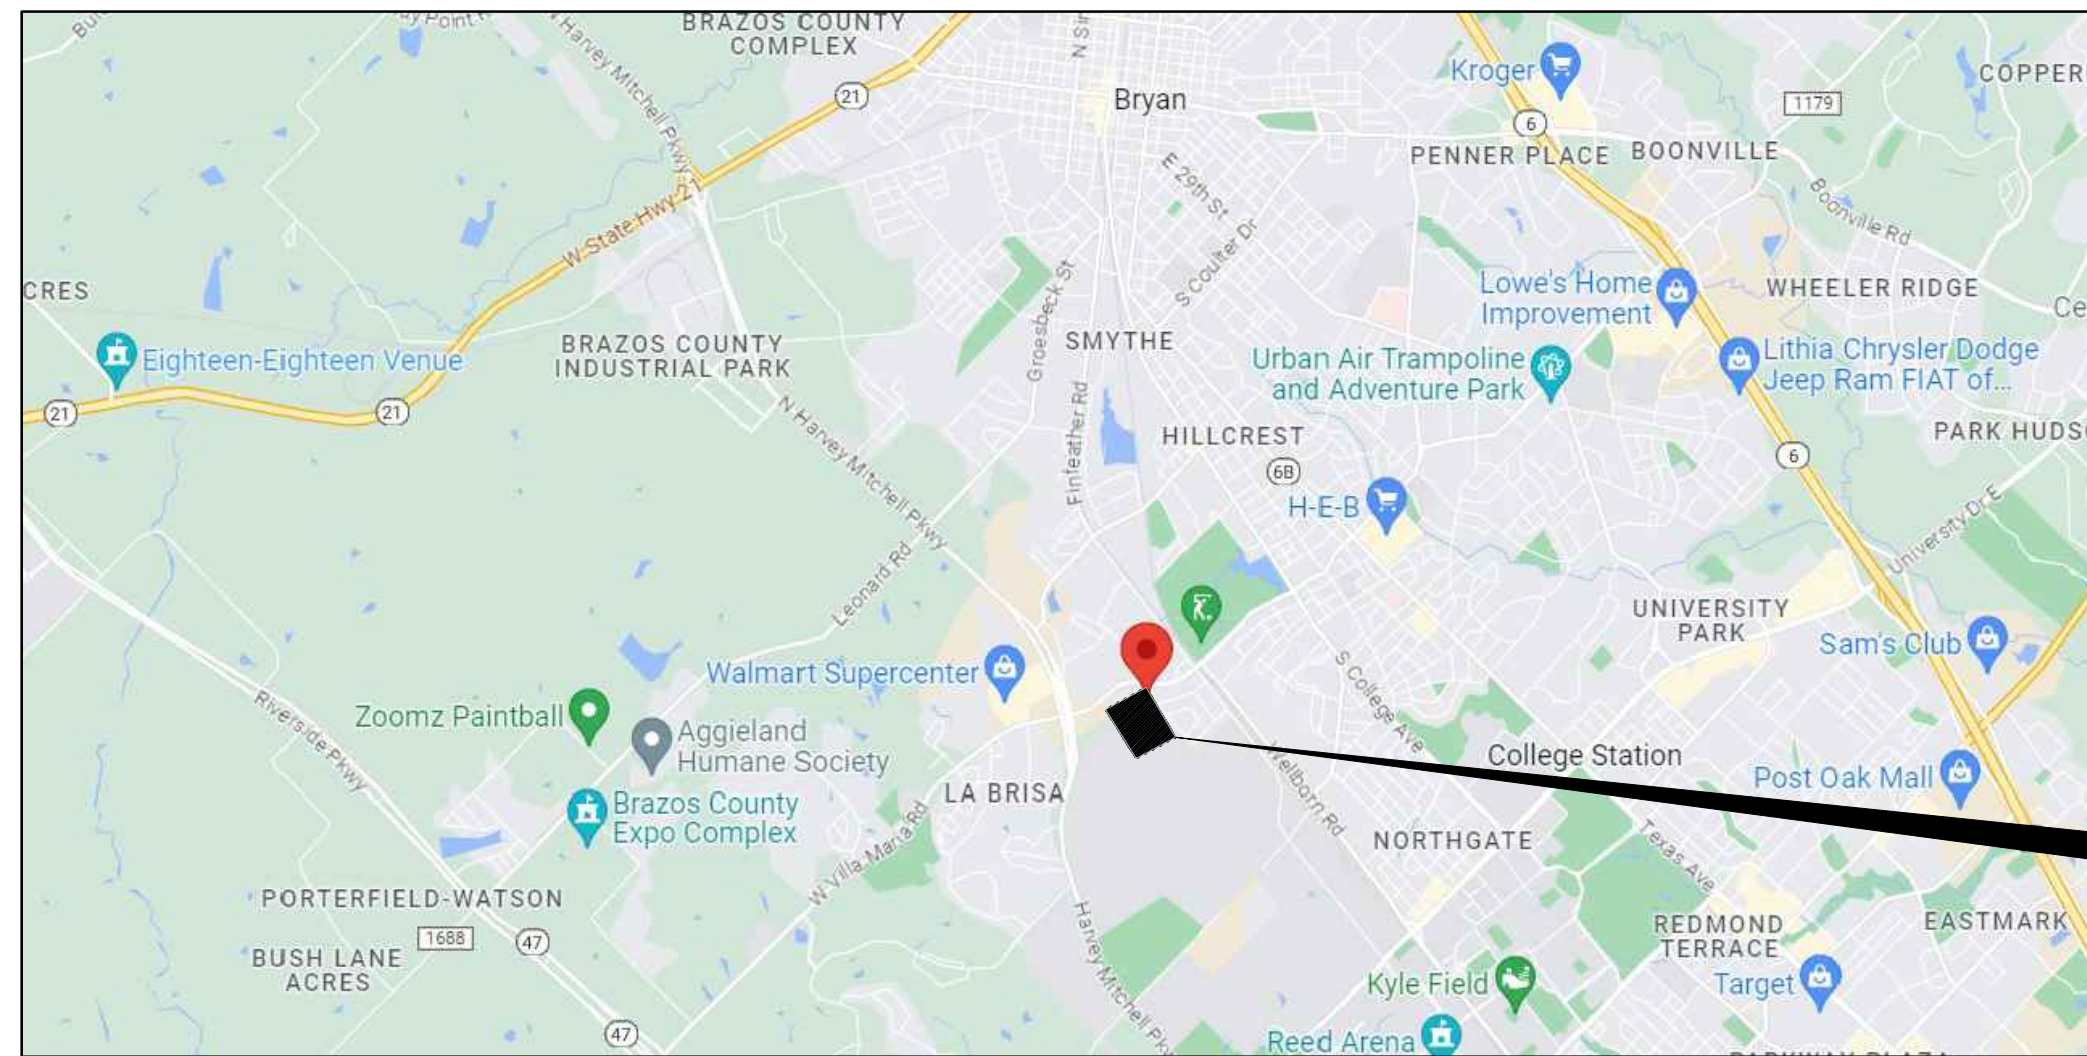 BRAZOS COUNTY
COMPLEX
N Harvey Mitchell Pkwy
21
Bryan
Kroger
6
1179
COPPER
PENNER PLACE
BOONVILLE
E 29th St
Boonville Rd
W State Hwy 21
S Coulter Dr
CRES
Groesbeck St
Lowe's Home
Improvement
WHEELER RIDGE
Ce
Eighteen-Eighteen Venue
BRAZOS COUNTY
INDUSTRIAL PARK
SMYTHE
Urban Air Trampoline
and Adventure Park
Lithia Chrysler Dodge
Jeep Ram FIAT of...
21
21
N Harvey Mitchell Pkwy
Finfeather Rd
HILLCREST
6B
6
PARK HUDS
H-E-B
University Dr E
Leonard Rd
UNIVERSITY
PARK
Sam's Club
Walmart Supercenter
S College Ave
Riverside Pkwy
Zoomz Paintball
Aggieland
Humane Society
Wellborn Rd
College Station
Post Oak Mall
LA BRISA
Brazos County
Expo Complex
W Villa Maria Rd
NORTHGATE
Texas Ave
PORTERFIELD-WATSON
1688
47
BUSH LANE
ACRES
Harvey Mitchell Pkw
REDMOND
TERRACE
EASTMARK
Kyle Field
Target
47
Reed Arena